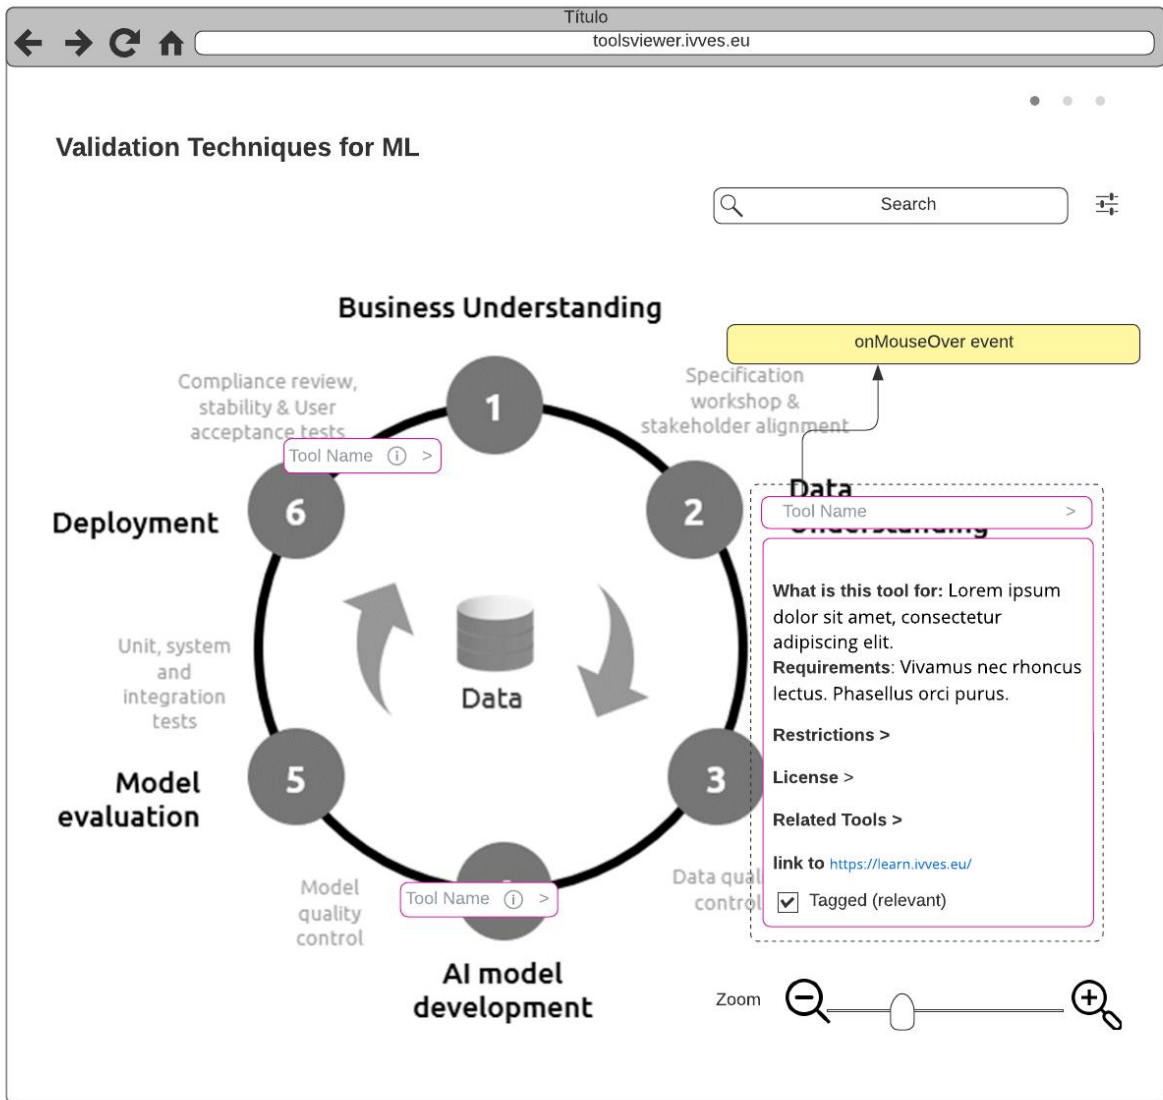 Título
toolsviewer.ivves.eu
Validation Techniques for ML
Search
Business Understanding
onMouseOver event
Compliance review,
stability & User
acceptance tests
Specification
workshop &
stakeholder alignment
1
Tool Name i >
6
2
Deployment
Data
Understanding
Tool Name >
What is this tool for: Lorem ipsum
dolor sit amet, consectetur
adipiscing elit.
Requirements: Vivamus nec rhoncus
lectus. Phasellus orci purus.
Restrictions >
License >
Related Tools >
link to https://learn.ivves.eu/
Tagged (relevant)
Unit, system
and
integration
tests
Data
5
3
Model
evaluation
Model
quality
control
Tool Name i >
Data
control
AI model
development
Zoom